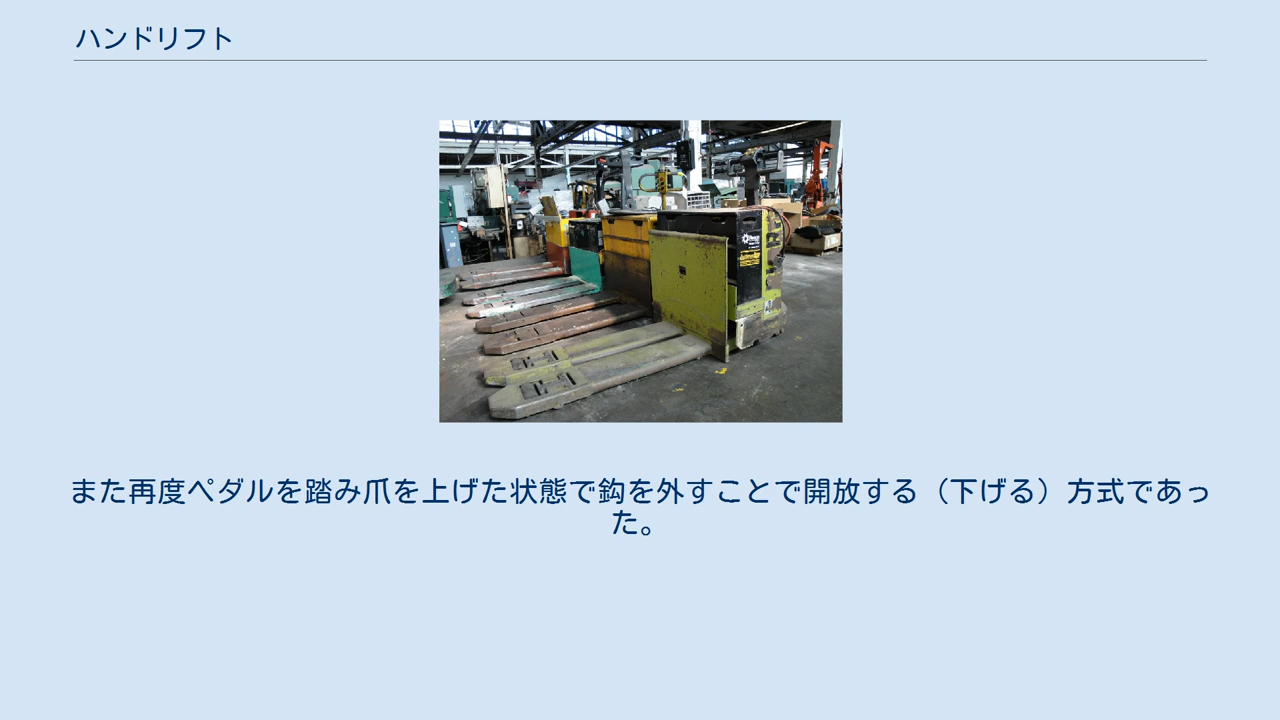 ハンドリフト
また再度ペダルを踏み爪を上げた状態で鈎を外すことで開放する（下げる）方式であっ
た。